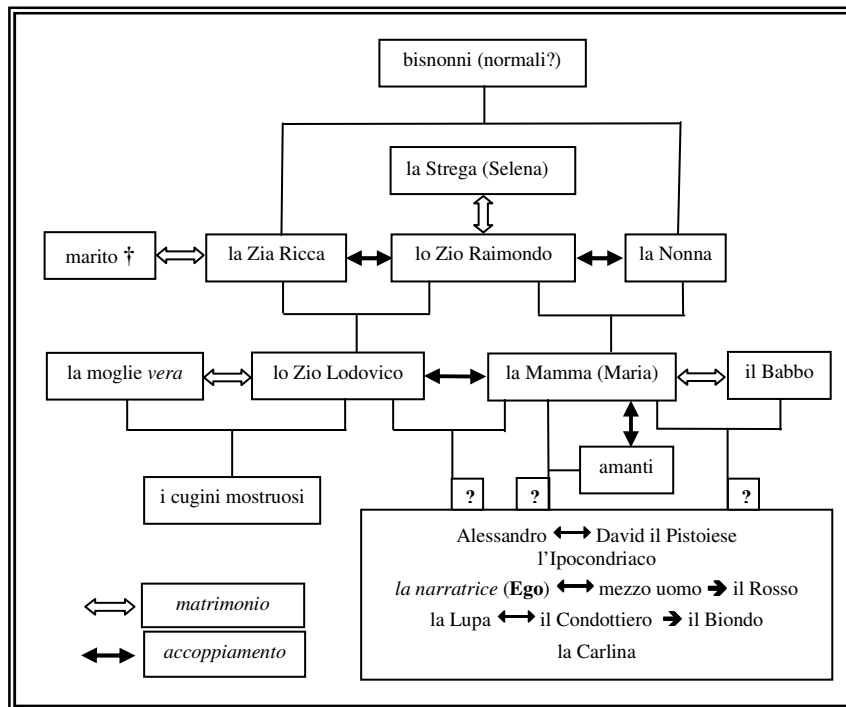 bisnonni (normali?)
la Strega (Selena)
marito †
la Zia Ricca
lo Zio Raimondo
la Nonna
la moglie vera
lo Zio Lodovico
la Mamma (Maria)
il Babbo
i cugini mostruosi
amanti
?
?
?
Alessandro ↔ David il Pistoiese
l'Ipocondriaco
la narratrice (Ego) ↔ mezzo uomo ➔ il Rosso
la Lupa ↔ il Condottiero ➔ il Biondo
la Carlina
matrimonio
accoppiamento